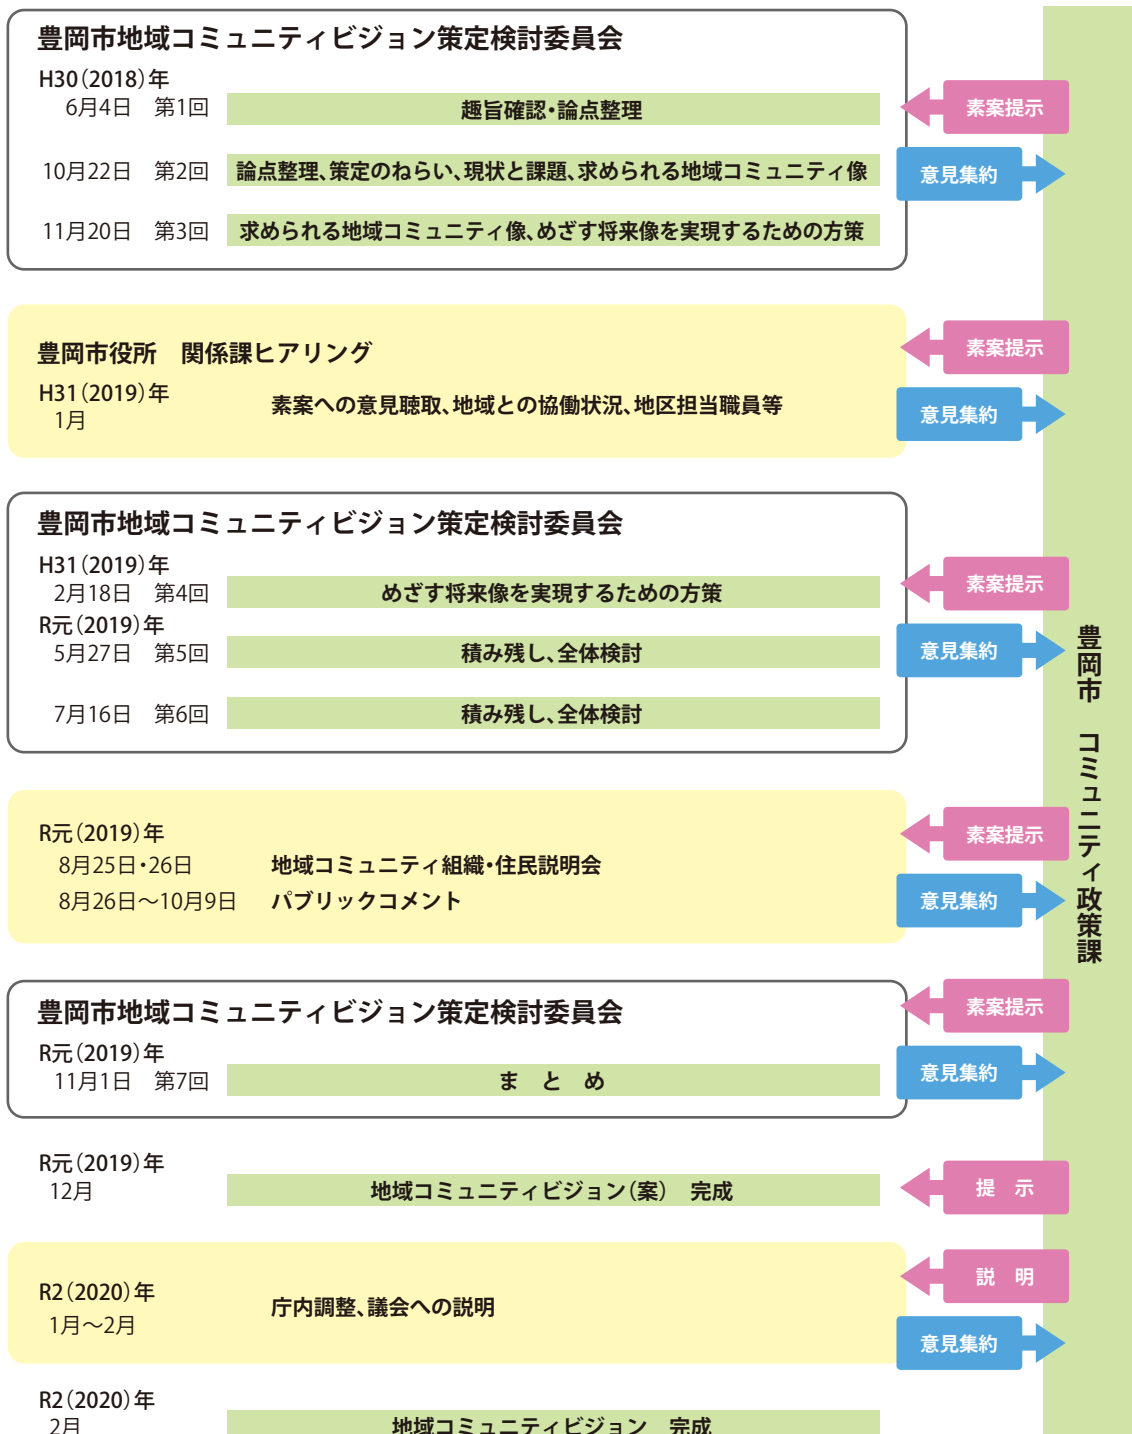 豊岡市地域コミュニティビジョン策定検討委員会
H30(2018)年
6月4日 第1回 趣旨確認・論点整理
素案提示
10月22日 第2回 論点整理、策定のねらい、現状と課題、求められる地域コミュニティ像
意見集約
11月20日 第3回 求められる地域コミュニティ像、めざす将来像を実現するための方策
豊岡市役所 関係課ヒアリング
素案提示
H31(2019)年
1月 素案への意見聴取、地域との協働状況、地区担当職員等
意見集約
豊岡市地域コミュニティビジョン策定検討委員会
H31(2019)年
2月18日 第4回 めざす将来像を実現するための方策
素案提示
R元(2019)年
5月27日 第5回 積み残し、全体検討
意見集約
7月16日 第6回 積み残し、全体検討
豊岡市 コミュニティ政策課
R元(2019)年
素案提示
8月25日・26日 地域コミュニティ組織・住民説明会
8月26日～10月9日 パブリックコメント
意見集約
豊岡市地域コミュニティビジョン策定検討委員会
素案提示
R元(2019)年
11月1日 第7回 まとめ
意見集約
R元(2019)年
12月 地域コミュニティビジョン(案) 完成
提 示
R2(2020)年
1月～2月 庁内調整、議会への説明
説 明
意見集約
R2(2020)年
2月 地域コミュニティビジョン 完成